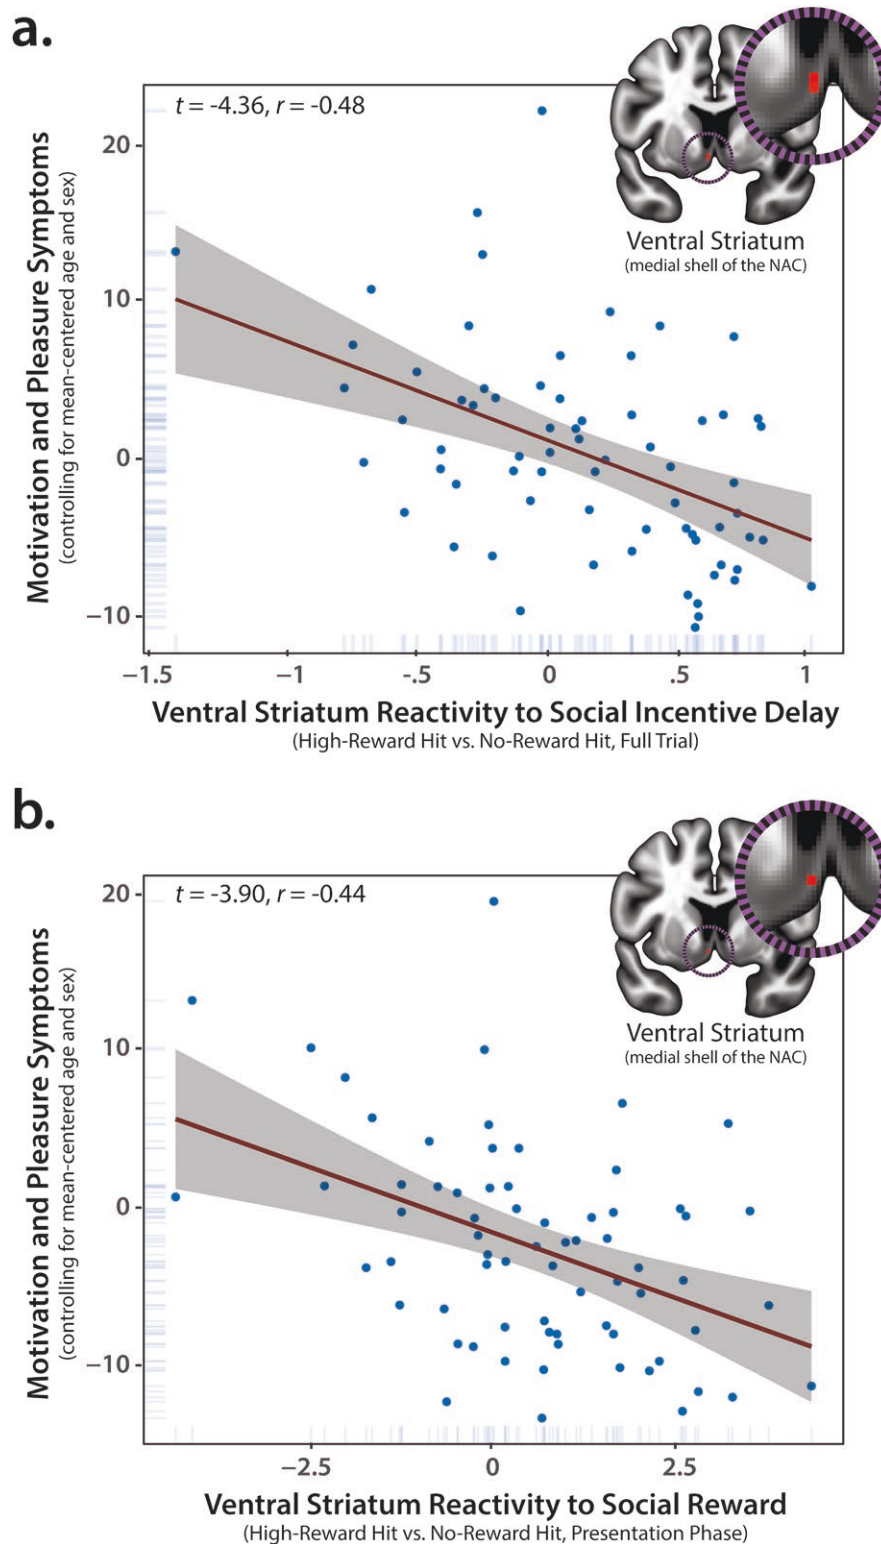 a.
t = -4.36, r = -0.48
20
10
0
−10
Motivation and Pleasure Symptoms
(controlling for mean-centered age and sex)
Ventral Striatum
(medial shell of the NAC)
−1.5
−1
-.5
0
.5
1
Ventral Striatum Reactivity to Social Incentive Delay
(High-Reward Hit vs. No-Reward Hit, Full Trial)
b.
t = -3.90, r = -0.44
20
10
0
−10
Motivation and Pleasure Symptoms
(controlling for mean-centered age and sex)
Ventral Striatum
(medial shell of the NAC)
−2.5
0
2.5
Ventral Striatum Reactivity to Social Reward
(High-Reward Hit vs. No-Reward Hit, Presentation Phase)